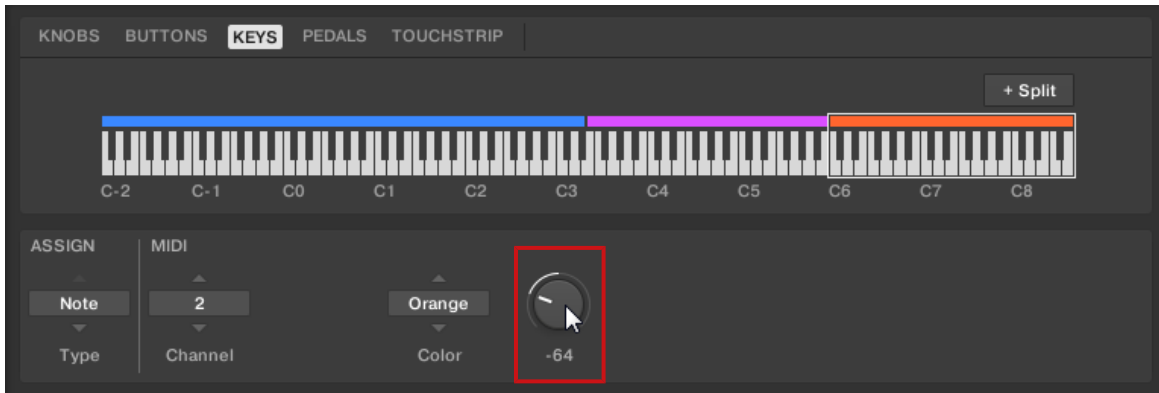 KNOBS BUTTONS KEYS PEDALS TOUCHSTRIP
+ Split
C-2 C-1 C0 C1 C2 C3 C4 C5 C6 C7 C8
ASSIGN MIDI
Note 2 Orange
Type Channel Color -64